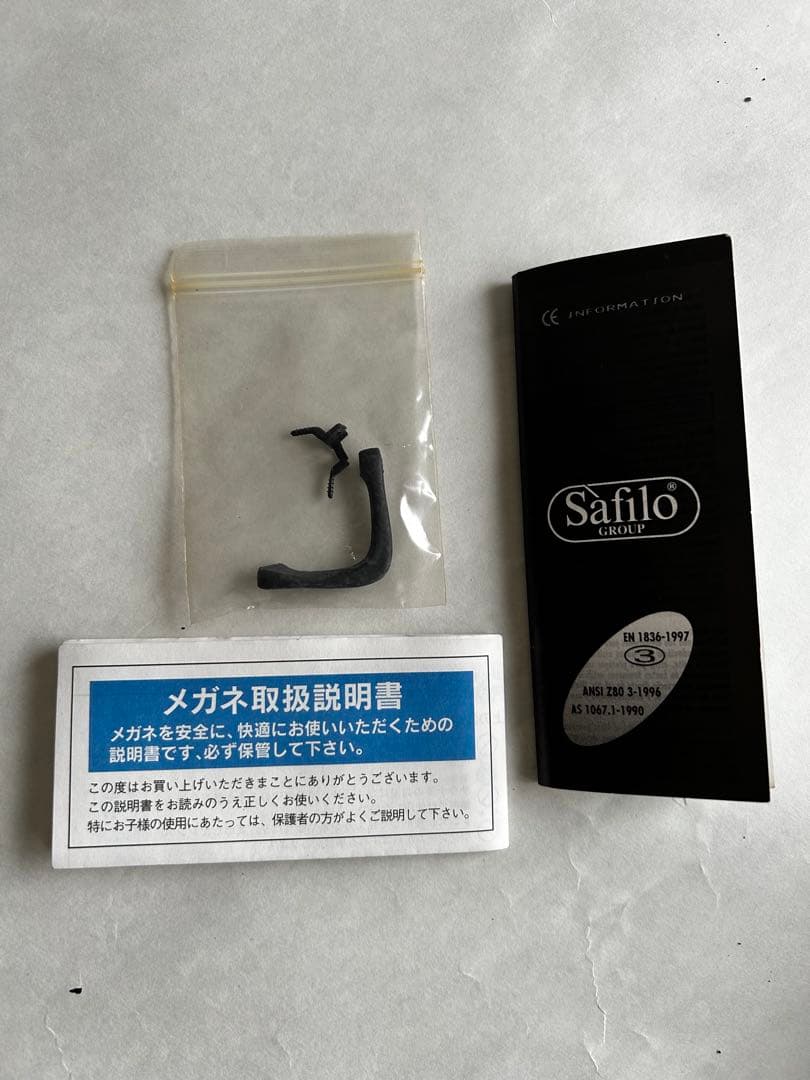 CE INFORMATION
Sàfilo®
GROUP
EN 1836-1997
3
ANSI Z80 3-1996
AS 1067.1-1990
メガネ取扱説明書
メガネを安全に、快適にお使いいただくための
説明書です、必ず保管して下さい。
この度はお買い上げいただきまことにありがとうございます。
この説明書をお読みのうえ正しくお使いください。
特にお子様の使用にあたっては、保護者の方がよくご説明して下さい。